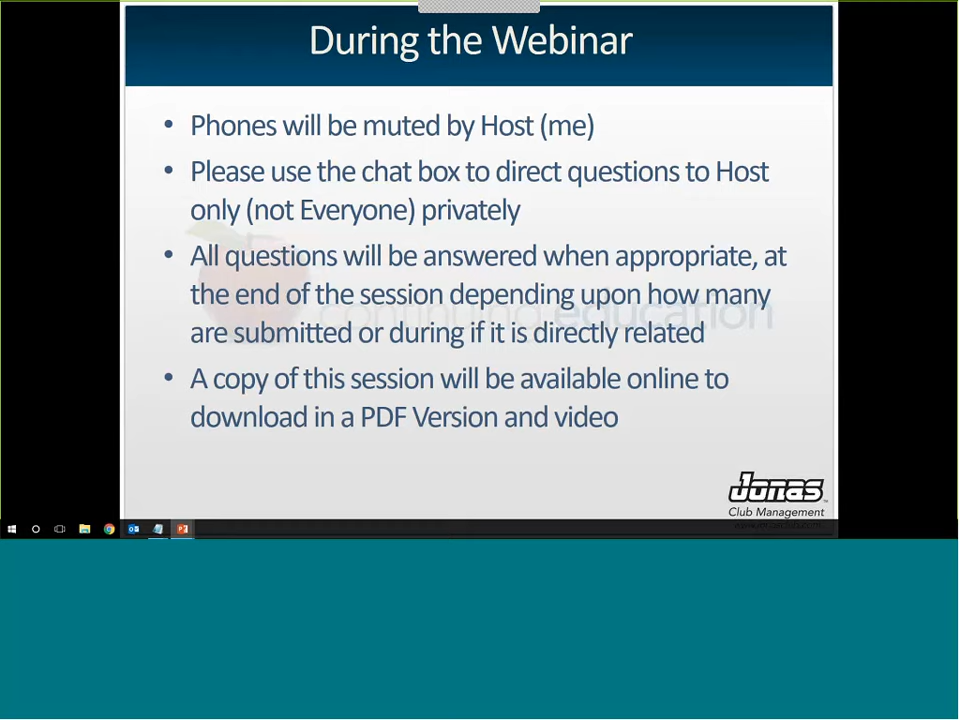 During the Webinar
• Phones will be muted by Host (me)
• Please use the chat box to direct questions to Host
only (not Everyone) privately
• All questions will be answered when appropriate, at
the end of the session depending upon how many
are submitted or during if it is directly related
continuing education
• A copy of this session will be available online to
download in a PDF Version and video
Jonas
Club Management